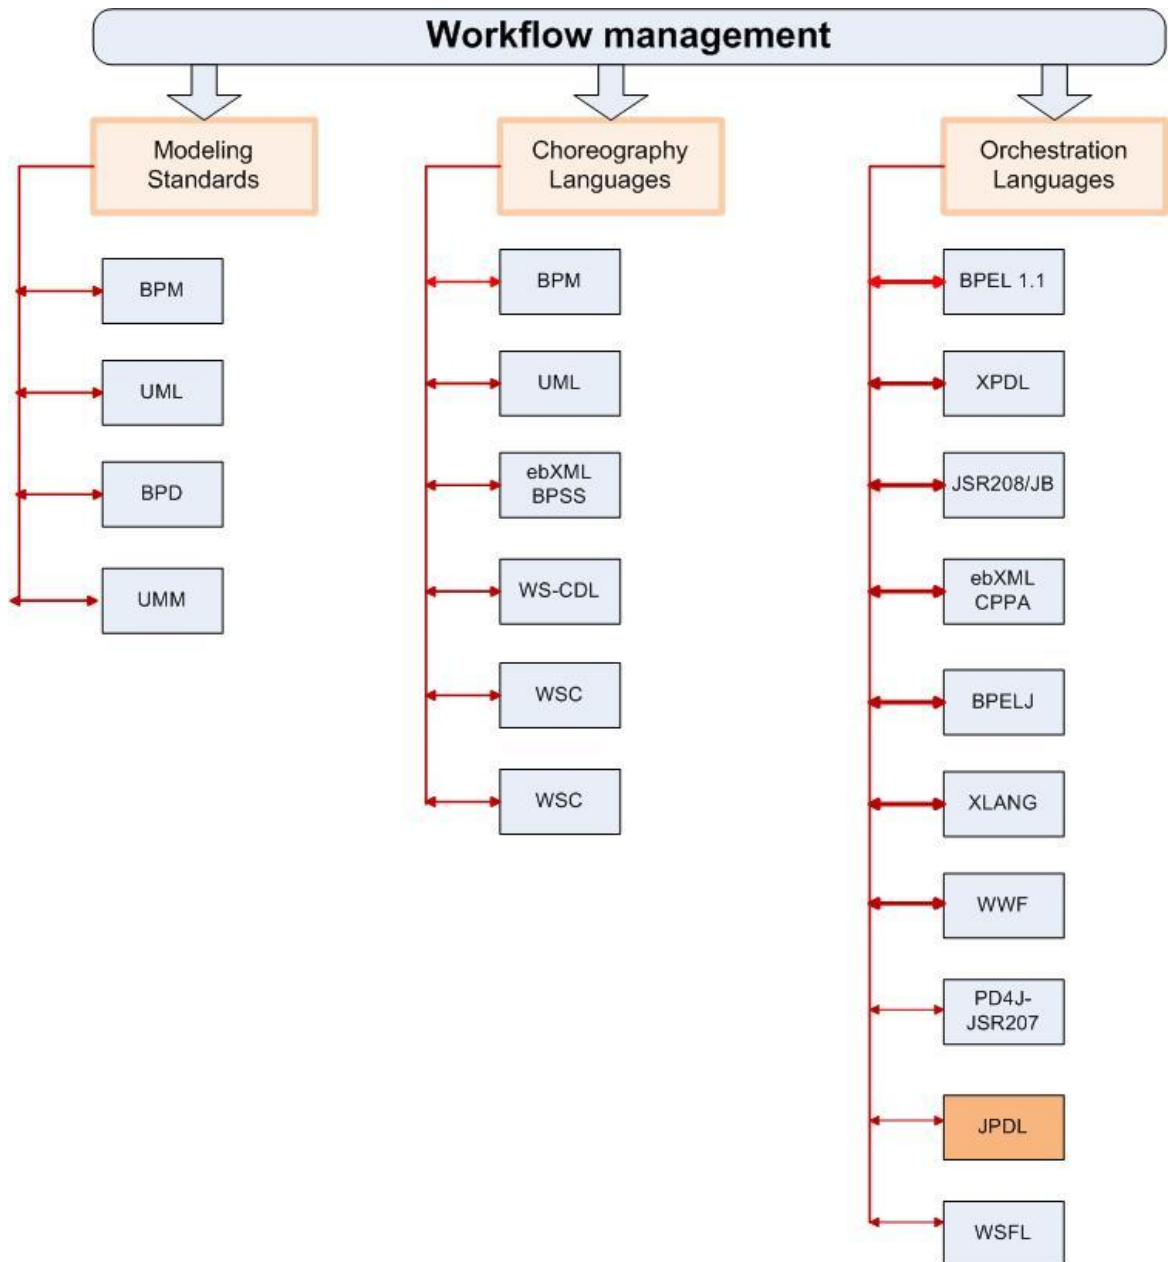 Workflow management
Modeling
Standards
BPM
UML
BPD
UMM
Choreography
Languages
BPM
UML
ebXML
BPSS
WS-CDL
WSC
WSC
Orchestration
Languages
BPEL 1.1
XPDL
JSR208/JB
ebXML
CPPA
BPELJ
XLANG
WWF
PD4J-
JSR207
JPDL
WSFL